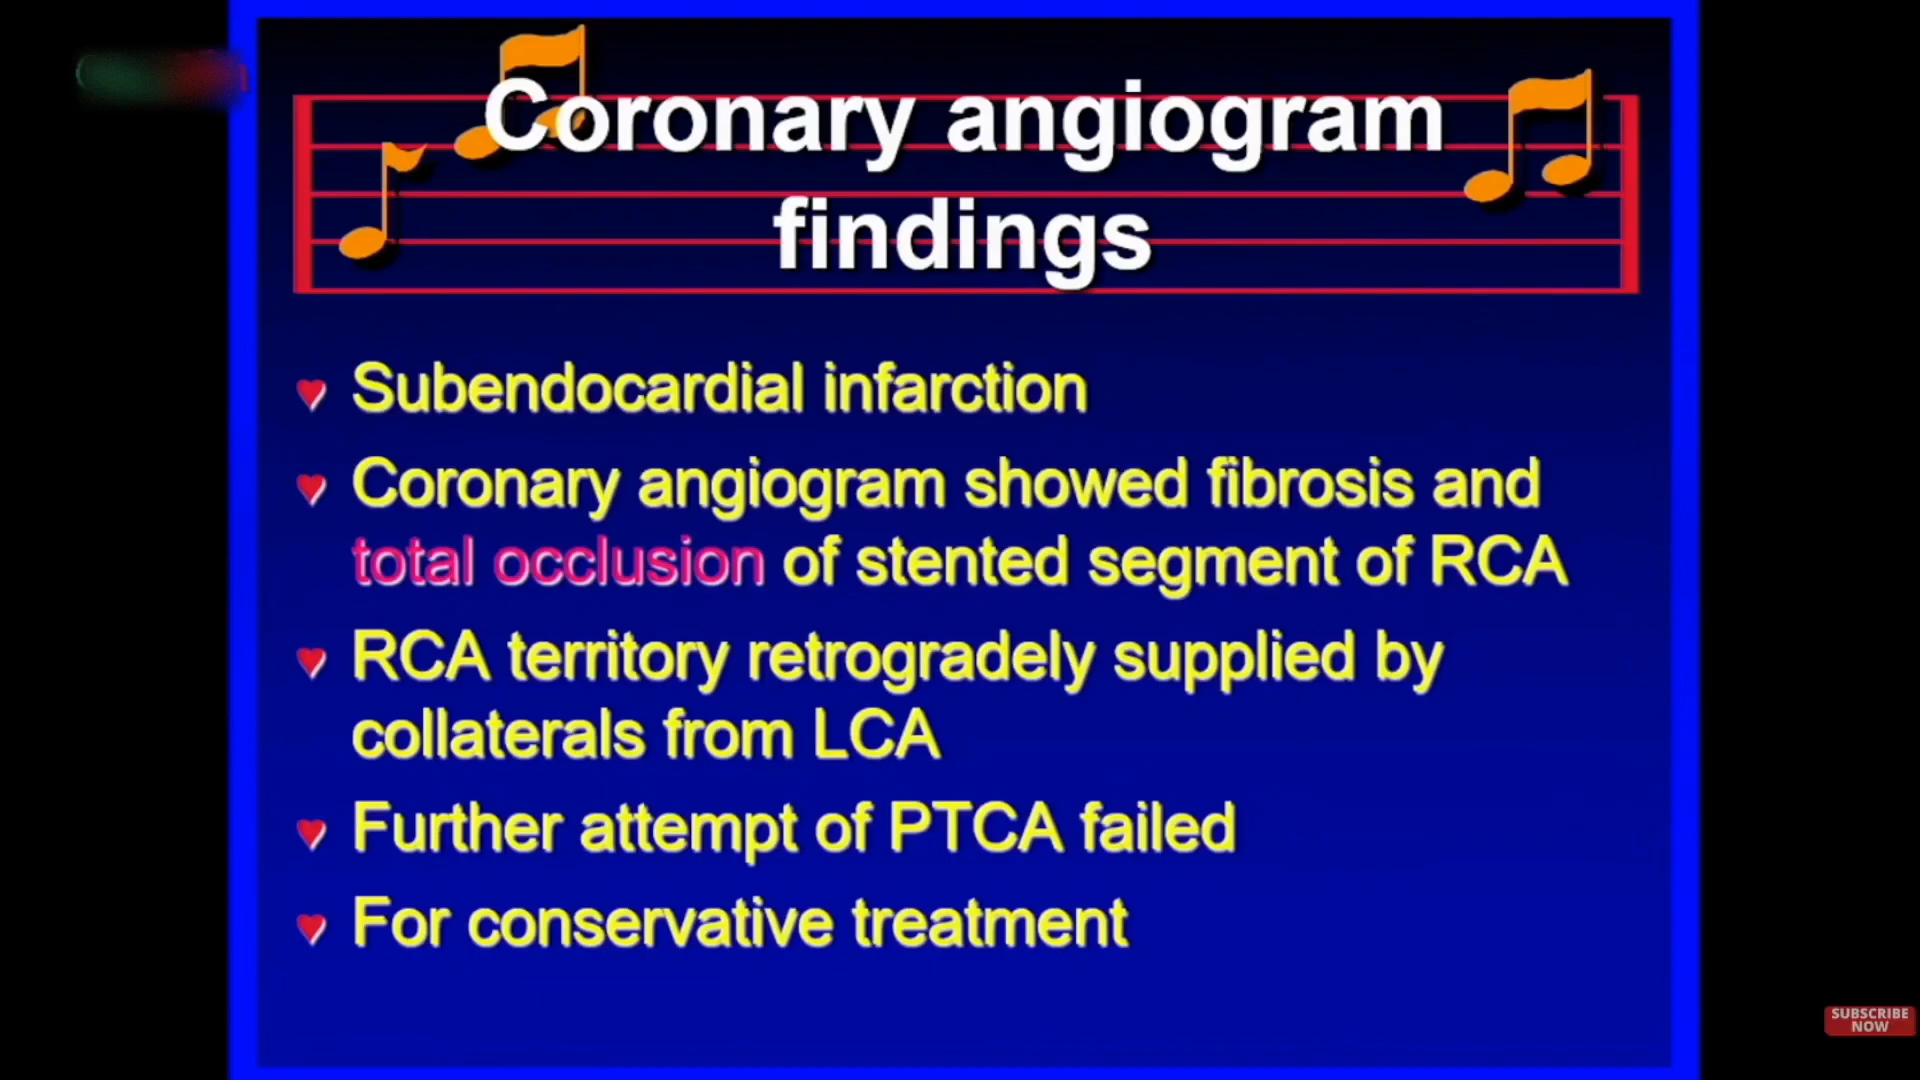 Coronary angiogram
findings
Subendocardial infarction
Coronary angiogram showed fibrosis and
total occlusion of stented segment of RCA
RCA territory retrogradely supplied by
collaterals from LCA
Further attempt of PTCA failed
For conservative treatment
SUBSCRIBE
NOW